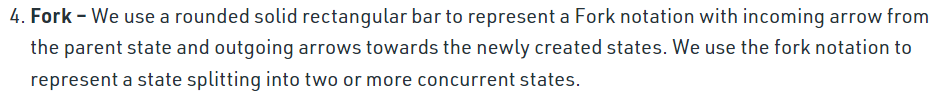 4. Fork – We use a rounded solid rectangular bar to represent a Fork notation with incoming arrow from
the parent state and outgoing arrows towards the newly created states. We use the fork notation to
represent a state splitting into two or more concurrent states.